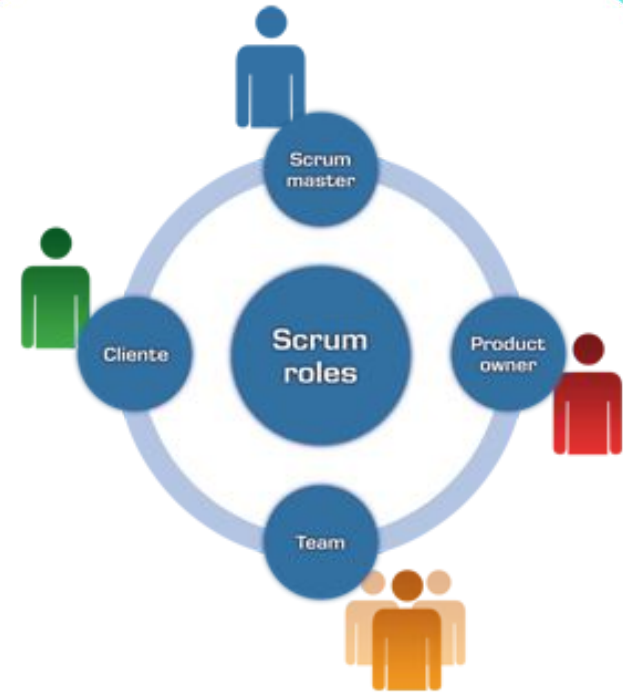 Scrum
master
Cliente
Scrum
roles
Product
owner
Team